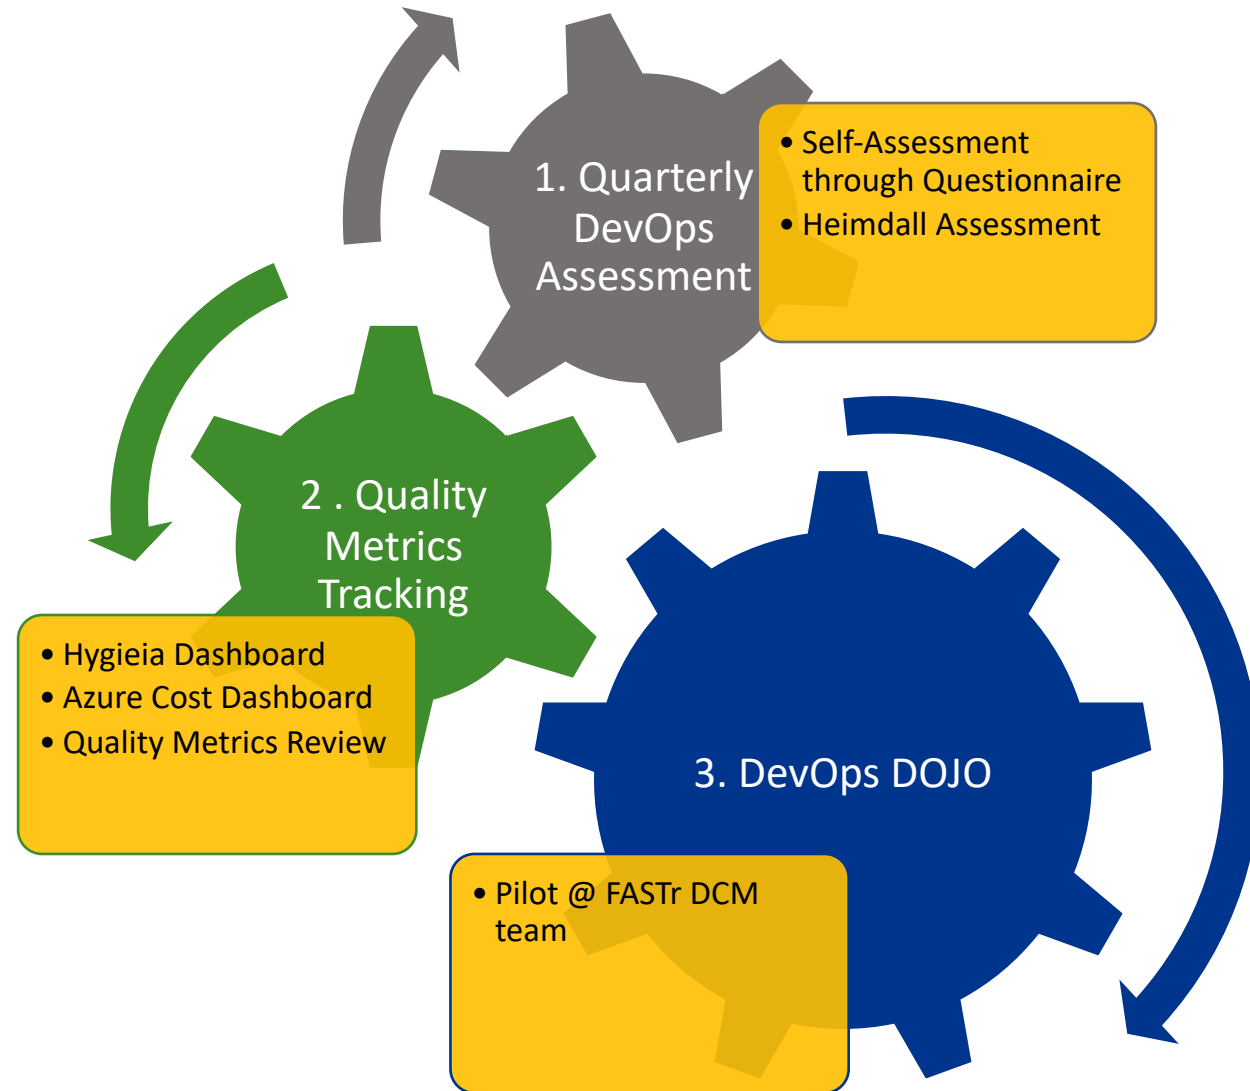 1. Quarterly
DevOps
Assessment
• Self-Assessment
through Questionnaire
• Heimdall Assessment
2 . Quality
Metrics
Tracking
• Hygieia Dashboard
• Azure Cost Dashboard
• Quality Metrics Review
3. DevOps DOJO
• Pilot @ FASTr DCM
team